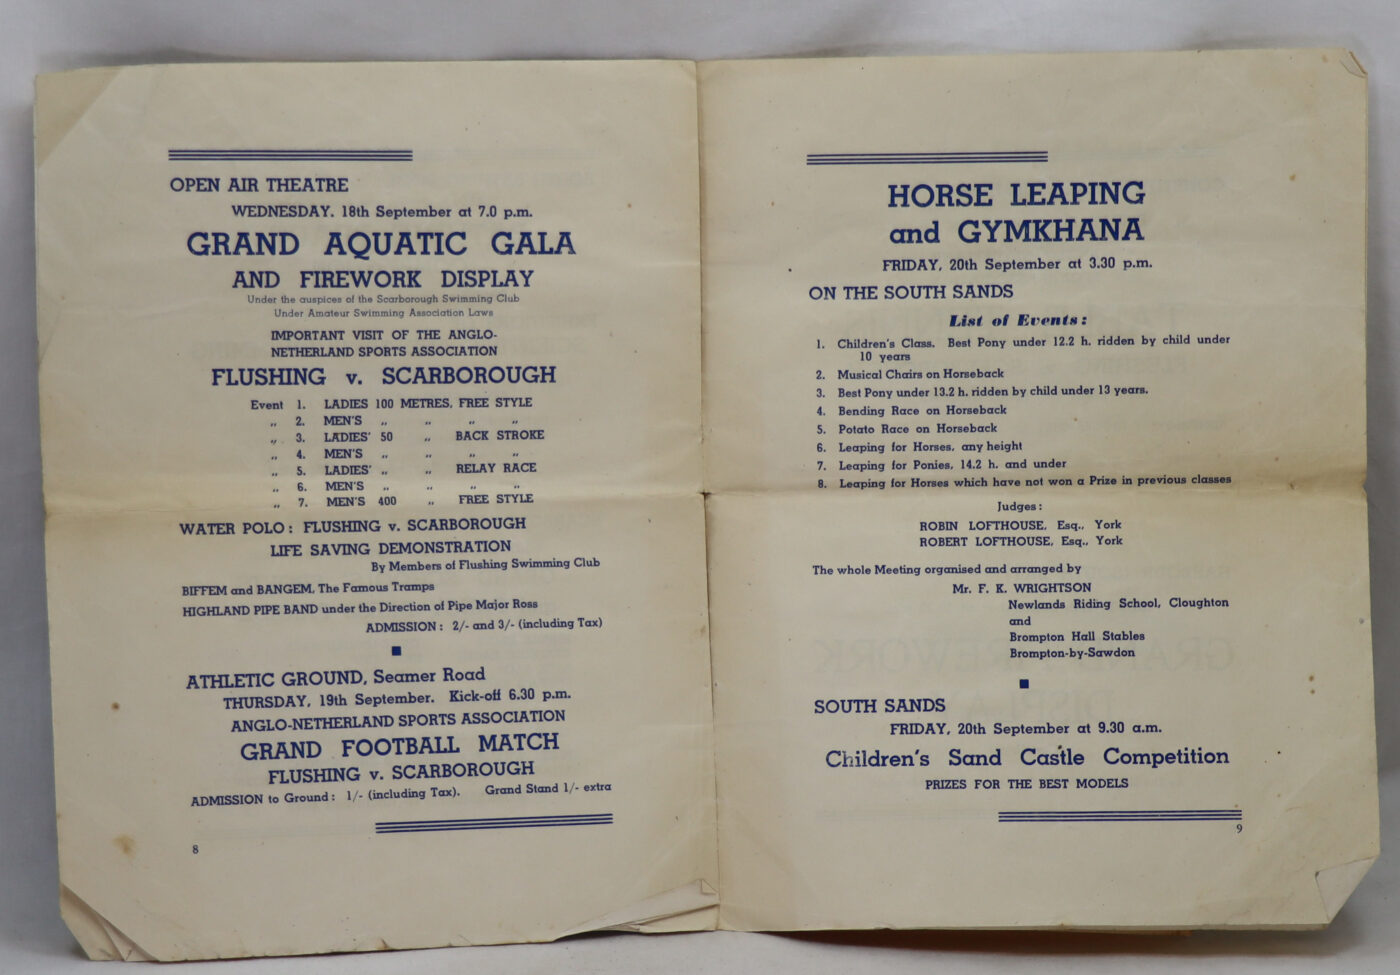 OPEN AIR THEATRE
WEDNESDAY, 18th September at 7.0 p.m.
GRAND AQUATIC GALA
AND FIREWORK DISPLAY
Under the auspices of the Scarborough Swimming Club
Under Amateur Swimming Association Laws
IMPORTANT VISIT OF THE ANGLO-
NETHERLAND SPORTS ASSOCIATION
FLUSHING v. SCARBOROUGH
Event 1. LADIES 100 METRES, FREE STYLE
„ 2. MEN'S „ „ „ „
„ 3. LADIES' 50 „ BACK STROKE
„ 4. MEN'S „ „ „ „
„ 5. LADIES' „ „ RELAY RACE
„ 6. MEN'S „ „ „ „
„ 7. MEN'S 400 „ FREE STYLE
WATER POLO: FLUSHING v. SCARBOROUGH
LIFE SAVING DEMONSTRATION
By Members of Flushing Swimming Club
BIFFEM and BANGEM, The Famous Tramps
HIGHLAND PIPE BAND under the Direction of Pipe Major Ross
ADMISSION: 2/- and 3/- (including Tax)
ATHLETIC GROUND, Seamer Road
THURSDAY, 19th September. Kick-off 6.30 p.m.
ANGLO-NETHERLAND SPORTS ASSOCIATION
GRAND FOOTBALL MATCH
FLUSHING v. SCARBOROUGH
ADMISSION to Ground: 1/- (including Tax). Grand Stand 1/- extra
8
HORSE LEAPING
and GYMKHANA
FRIDAY, 20th September at 3.30 p.m.
ON THE SOUTH SANDS
List of Events:
1. Children's Class. Best Pony under 12.2 h. ridden by child under
10 years
2. Musical Chairs on Horseback
3. Best Pony under 13.2 h. ridden by child under 13 years.
4. Bending Race on Horseback
5. Potato Race on Horseback
6. Leaping for Horses, any height
7. Leaping for Ponies, 14.2 h. and under
8. Leaping for Horses which have not won a Prize in previous classes
Judges:
ROBIN LOFTHOUSE, Esq., York
ROBERT LOFTHOUSE, Esq., York
The whole Meeting organised and arranged by
Mr. F. K. WRIGHTSON
Newlands Riding School, Cloughton
and
Brompton Hall Stables
Brompton-by-Sawdon
SOUTH SANDS
FRIDAY, 20th September at 9.30 a.m.
Children's Sand Castle Competition
PRIZES FOR THE BEST MODELS
9